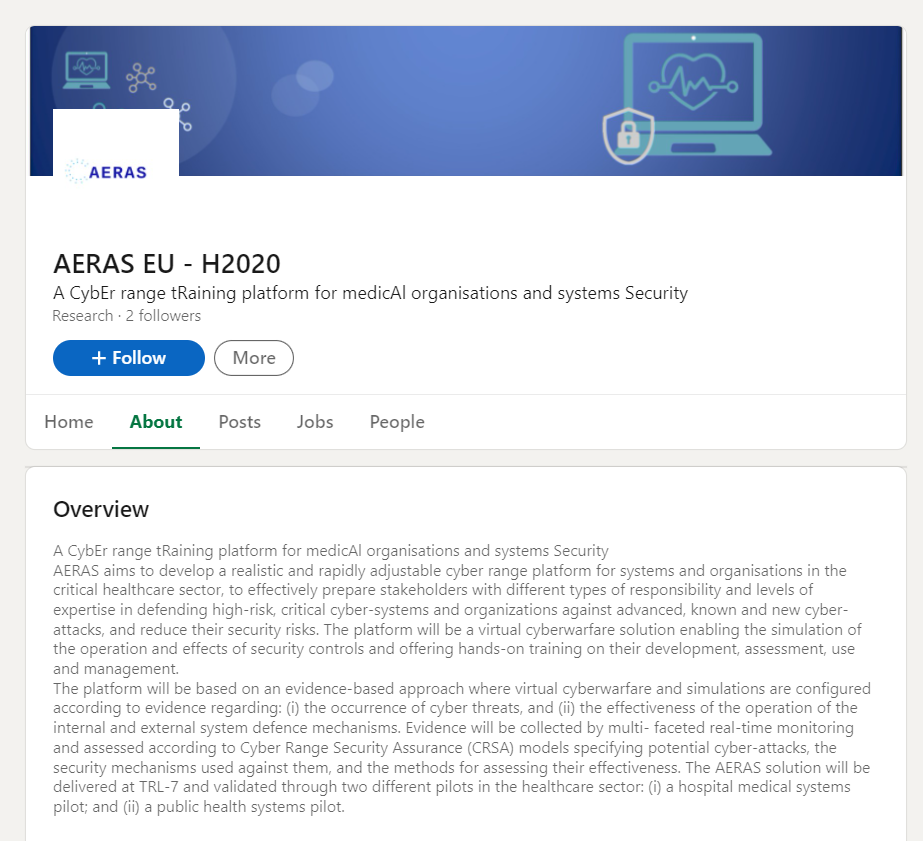 AERAS
AERAS EU - H2020
A CybEr range tRaining platform for medicAl organisations and systems Security
Research · 2 followers
+ Follow
More
Home
About
Posts
Jobs
People
Overview
A CybEr range tRaining platform for medicAl organisations and systems Security
AERAS aims to develop a realistic and rapidly adjustable cyber range platform for systems and organisations in the
critical healthcare sector, to effectively prepare stakeholders with different types of responsibility and levels of
expertise in defending high-risk, critical cyber-systems and organizations against advanced, known and new cyber-
attacks, and reduce their security risks. The platform will be a virtual cyberwarfare solution enabling the simulation of
the operation and effects of security controls and offering hands-on training on their development, assessment, use
and management.
The platform will be based on an evidence-based approach where virtual cyberwarfare and simulations are configured
according to evidence regarding: (i) the occurrence of cyber threats, and (ii) the effectiveness of the operation of the
internal and external system defence mechanisms. Evidence will be collected by multi- faceted real-time monitoring
and assessed according to Cyber Range Security Assurance (CRSA) models specifying potential cyber-attacks, the
security mechanisms used against them, and the methods for assessing their effectiveness. The AERAS solution will be
delivered at TRL-7 and validated through two different pilots in the healthcare sector: (i) a hospital medical systems
pilot; and (ii) a public health systems pilot.